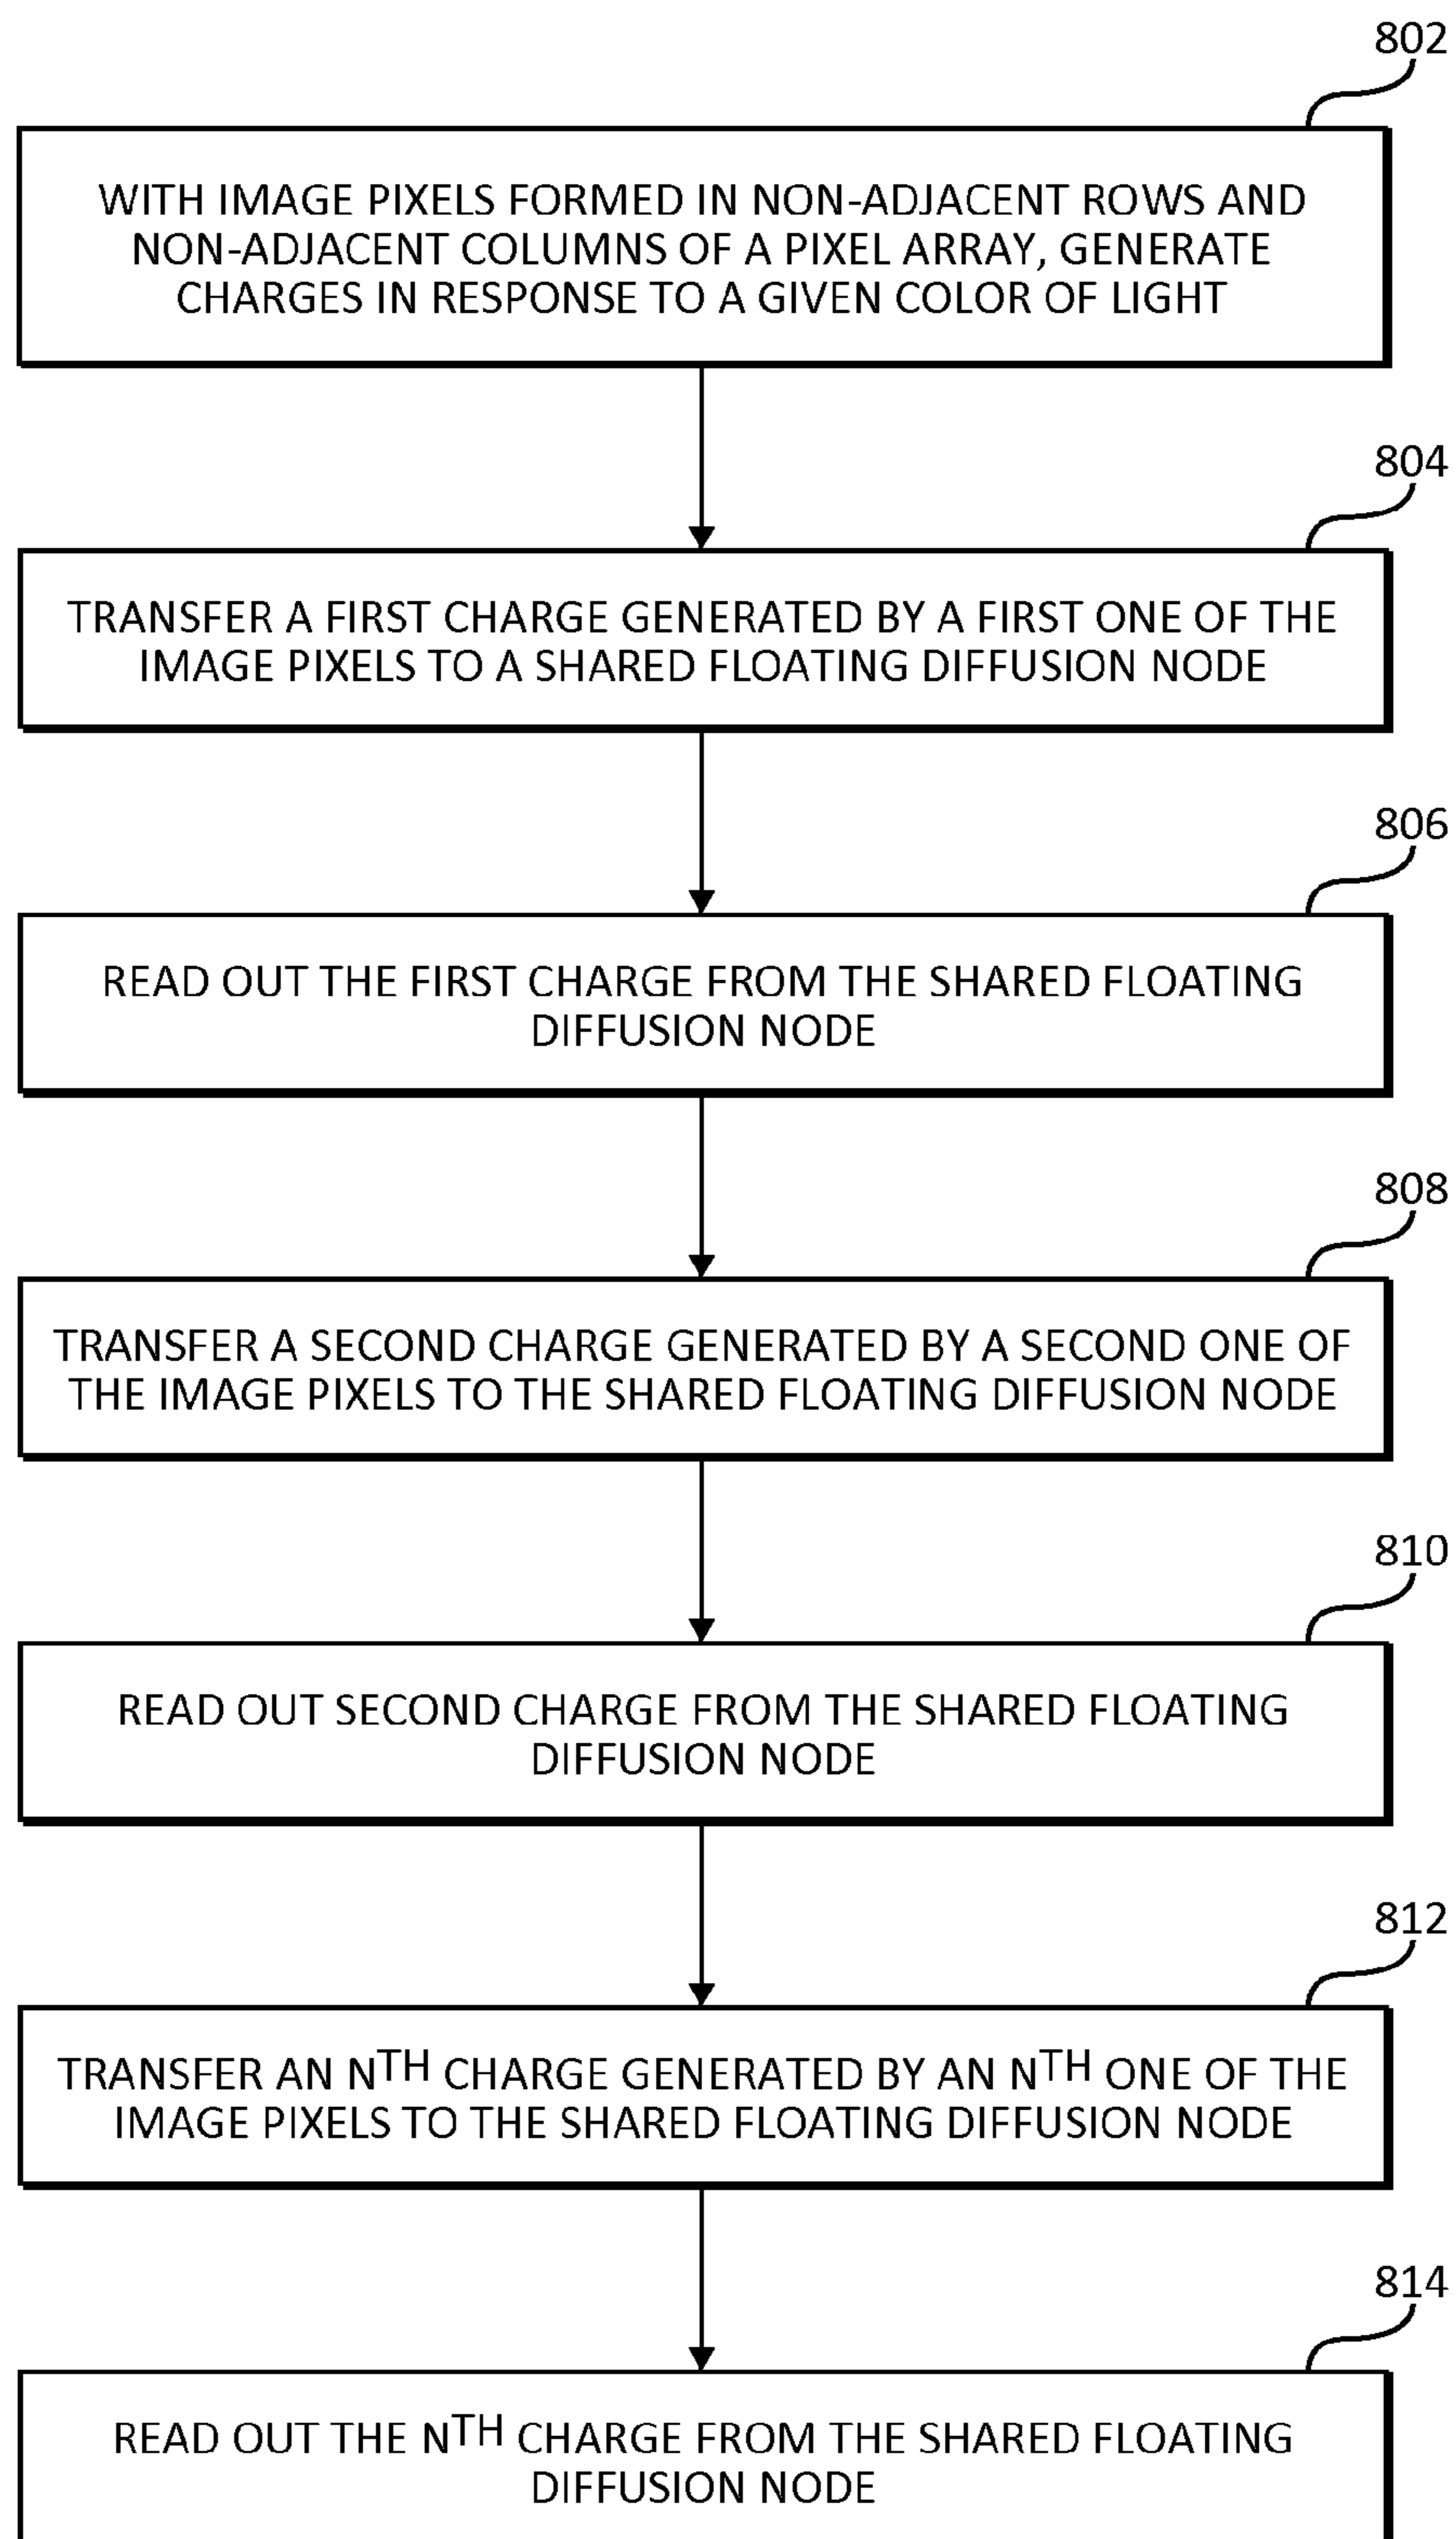 802
WITH IMAGE PIXELS FORMED IN NON-ADJACENT ROWS AND
NON-ADJACENT COLUMNS OF A PIXEL ARRAY, GENERATE
CHARGES IN RESPONSE TO A GIVEN COLOR OF LIGHT
804
TRANSFER A FIRST CHARGE GENERATED BY A FIRST ONE OF THE
IMAGE PIXELS TO A SHARED FLOATING DIFFUSION NODE
806
READ OUT THE FIRST CHARGE FROM THE SHARED FLOATING
DIFFUSION NODE
808
TRANSFER A SECOND CHARGE GENERATED BY A SECOND ONE OF
THE IMAGE PIXELS TO THE SHARED FLOATING DIFFUSION NODE
810
READ OUT SECOND CHARGE FROM THE SHARED FLOATING
DIFFUSION NODE
812
TRANSFER AN NTH CHARGE GENERATED BY AN NTH ONE OF THE
IMAGE PIXELS TO THE SHARED FLOATING DIFFUSION NODE
814
READ OUT THE NTH CHARGE FROM THE SHARED FLOATING
DIFFUSION NODE